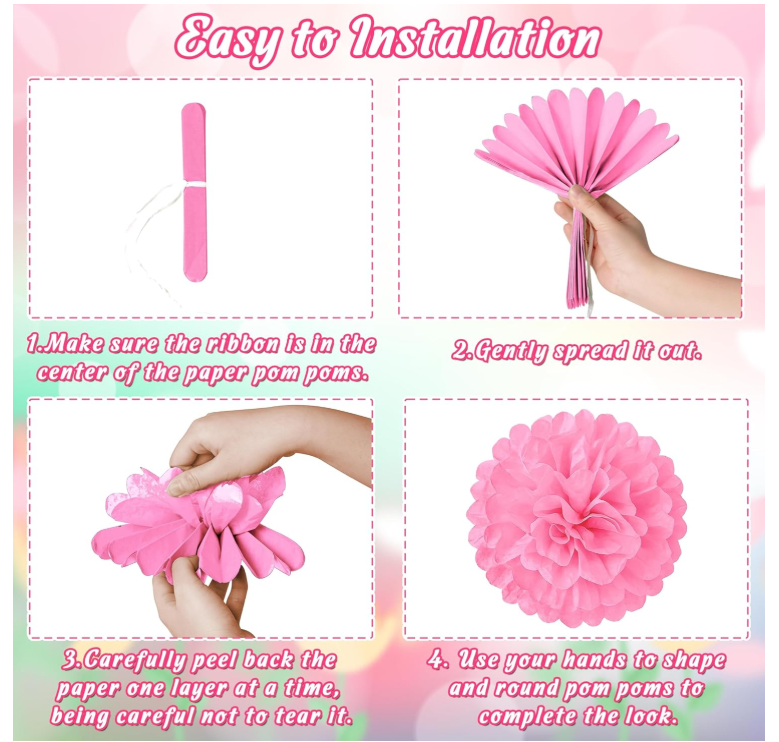 Easy to Installation
1.Make sure the ribbon is in the
center of the paper pom poms.
2.Gently spread it out.
3.Carefully peel back the
paper one layer at a time,
being careful not to tear it.
4. Use your hands to shape
and round pom poms to
complete the look.